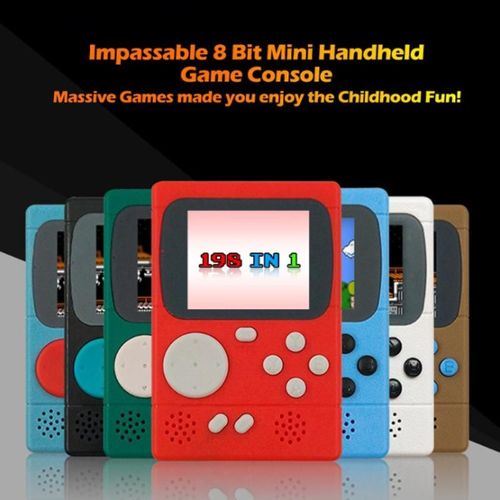 Impassable 8 Bit Mini Handheld
Game Console
Massive Games made you enjoy the Childhood Fun!
198 IN 1